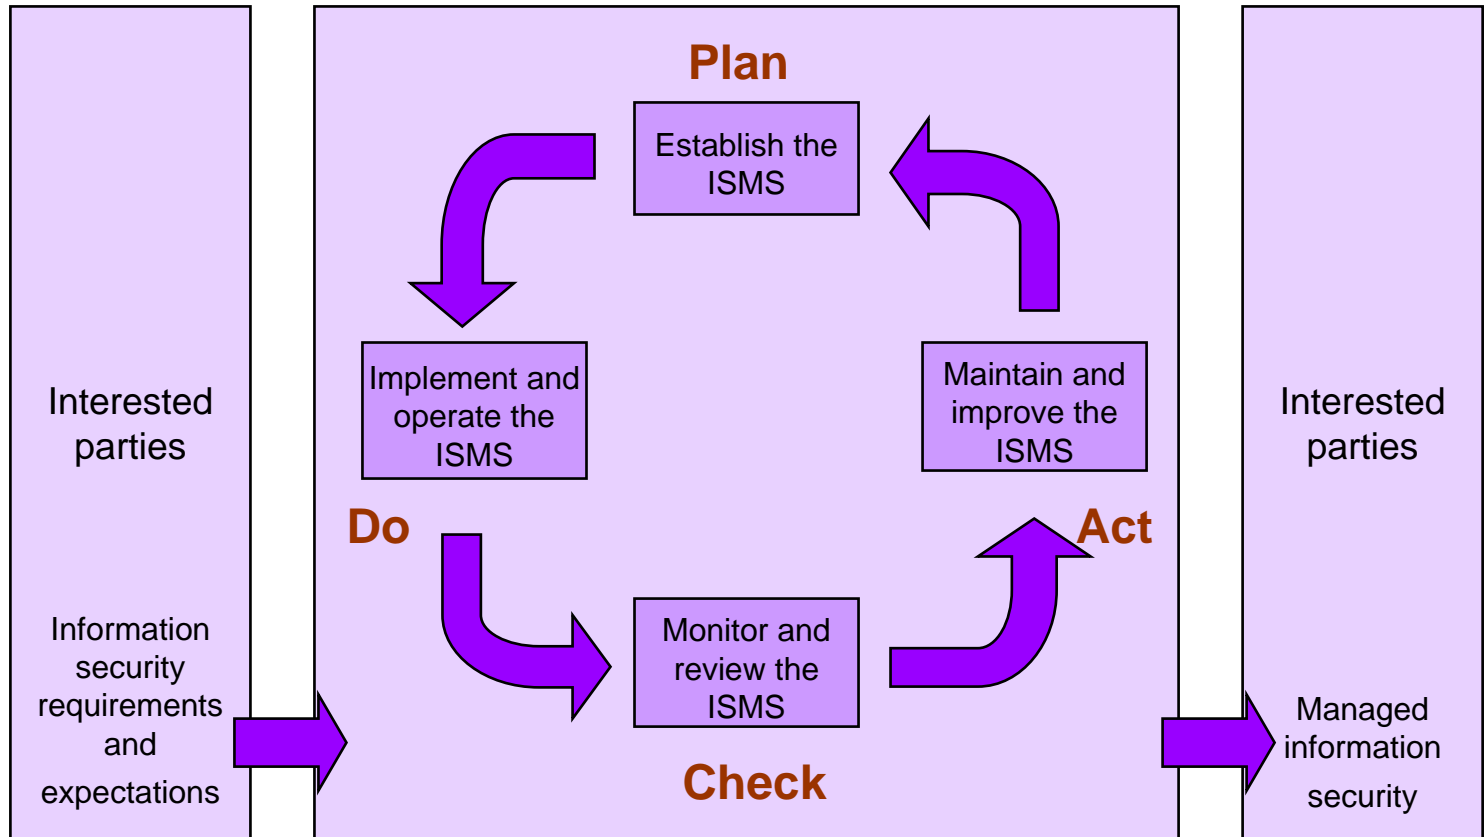 Interested
parties
Information
security
requirements
and
expectations
Plan
Establish the
ISMS
Implement and
operate the
ISMS
Do
Maintain and
improve the
ISMS
Act
Monitor and
review the
ISMS
Check
Interested
parties
Managed
information
security